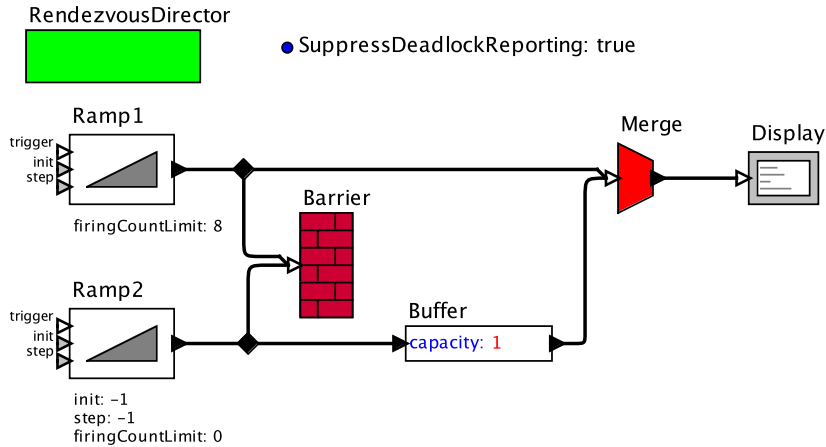 RendezvousDirector
SuppressDeadlockReporting: true
Ramp1
trigger
init
step
firingCountLimit: 8
Merge
Display
Barrier
Ramp2
trigger
init
step
init: -1
step: -1
firingCountLimit: 0
Buffer
capacity: 1